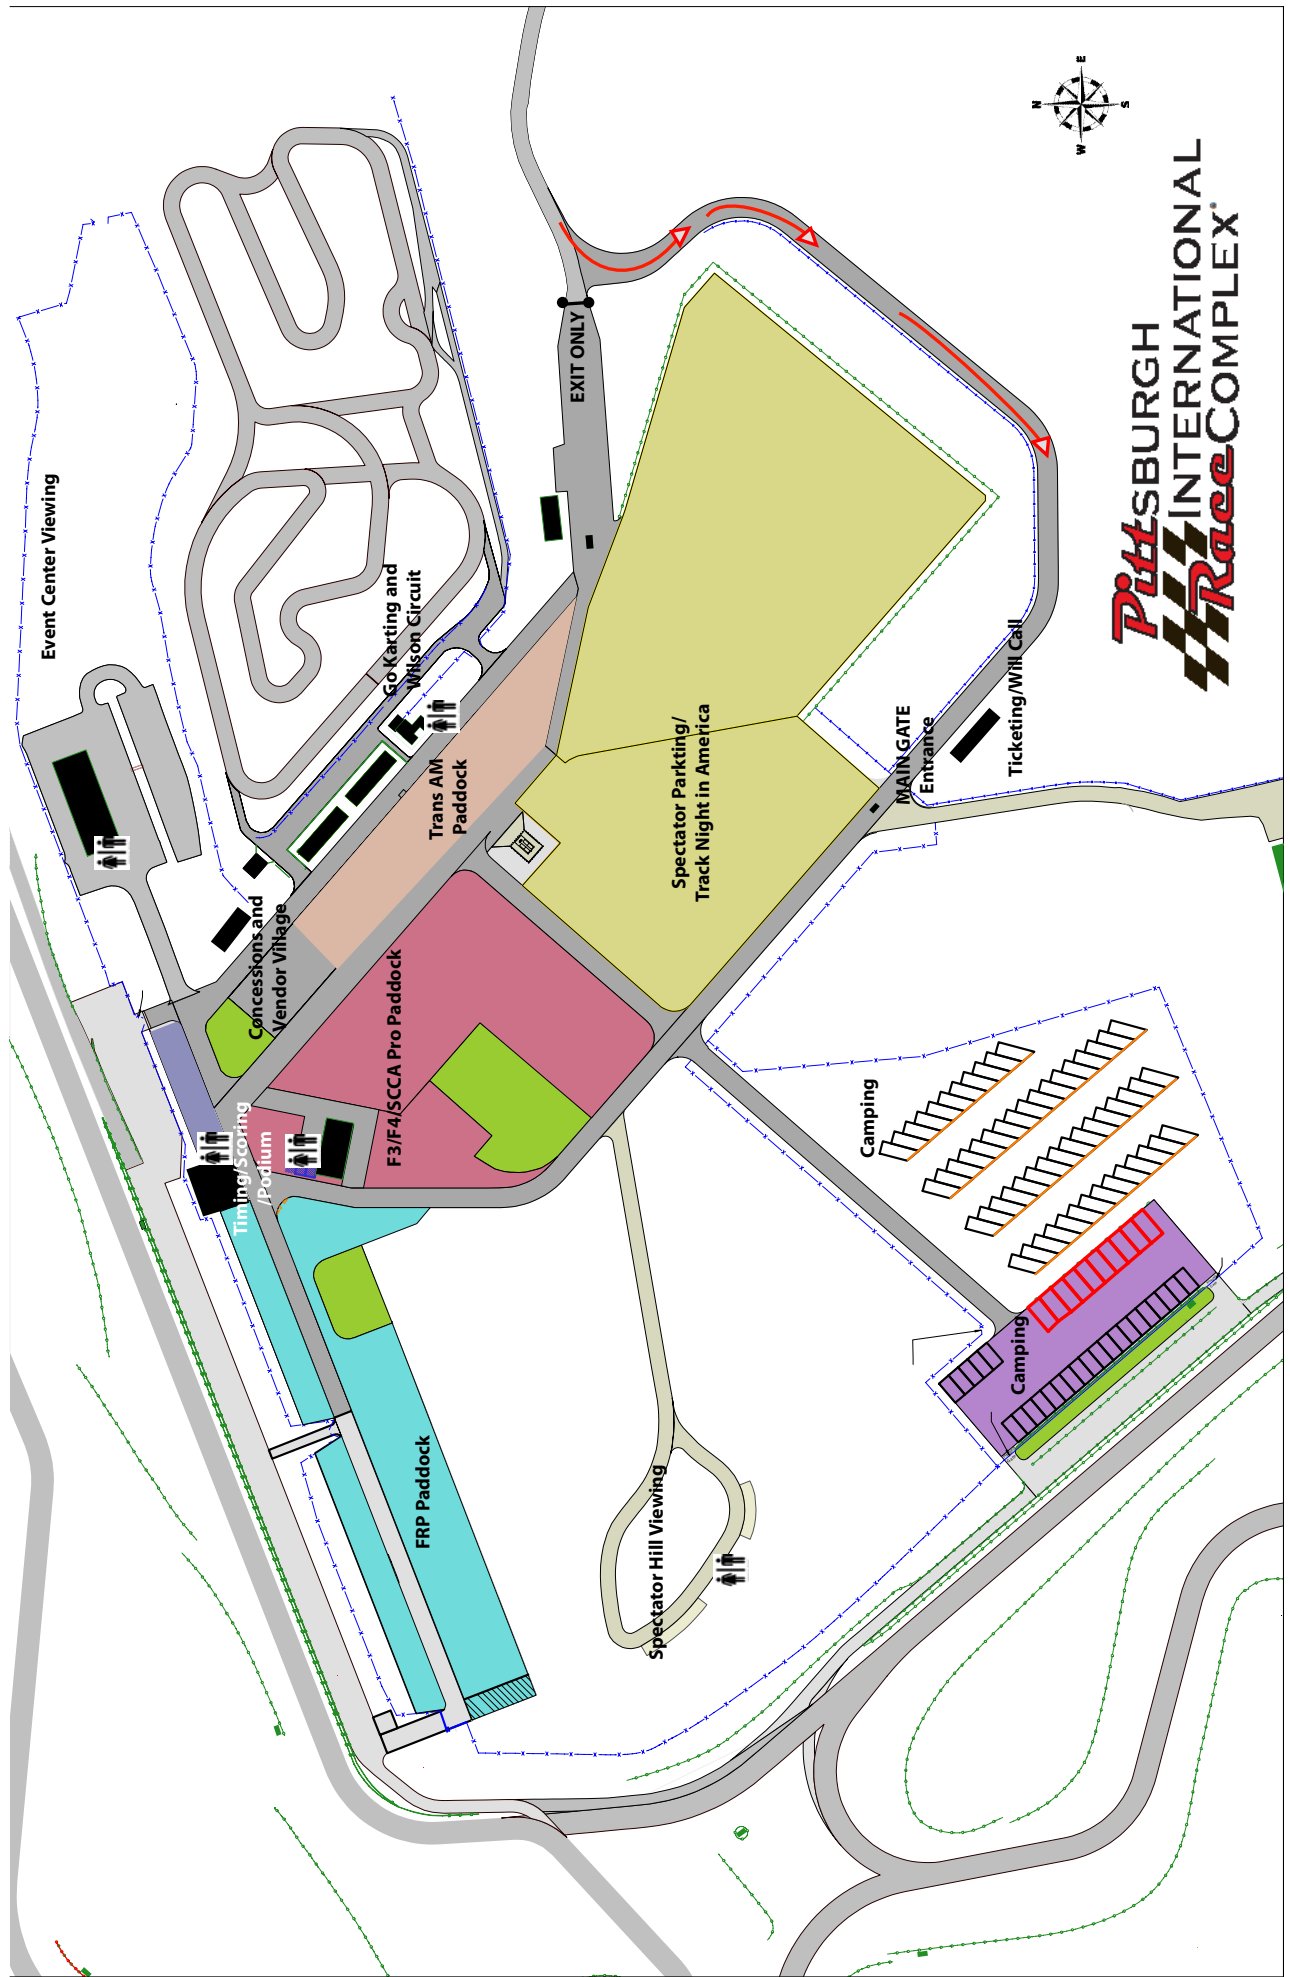 Event Center Viewing
Go Karting and
Wilson Circuit
EXIT ONLY
Concessions and
Vendor Village
Trans AM
Paddock
Timing/Scoring
/Podium
F3/F4/SCCA Pro Paddock
Spectator Parkting/
Track Night in America
MAIN GATE
Entrance
Ticketing/Will Call
FRP Paddock
Spectator Hill Viewing
Camping
Camping
N
E
S
W
PittSBURGH
INTERNATIONAL
RaceCOMPLEX